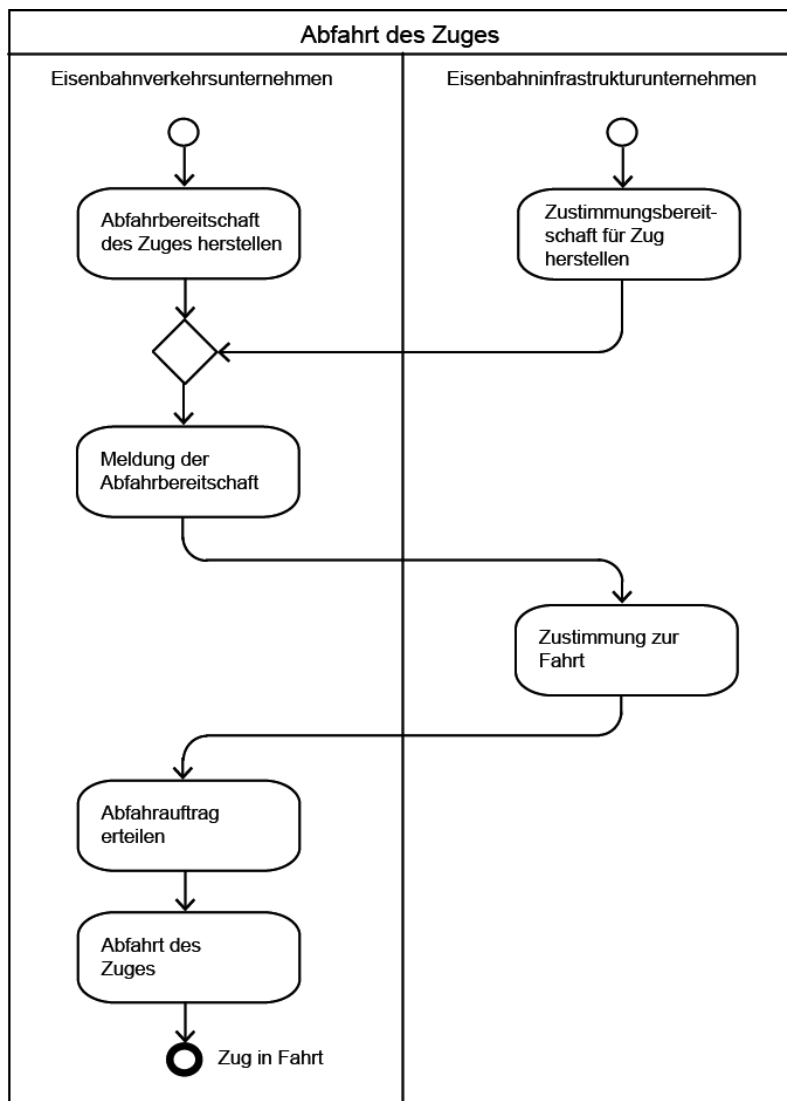 Abfahrt des Zuges
Eisenbahnverkehrsunternehmen
Eisenbahninfrastrukturunternehmen
Abfahrbereitschaft
des Zuges herstellen
Zustimmungsbereit-
schaft für Zug
herstellen
Meldung der
Abfahrbereitschaft
Zustimmung zur
Fahrt
Abfahrauftrag
erteilen
Abfahrt des
Zuges
Zug in Fahrt